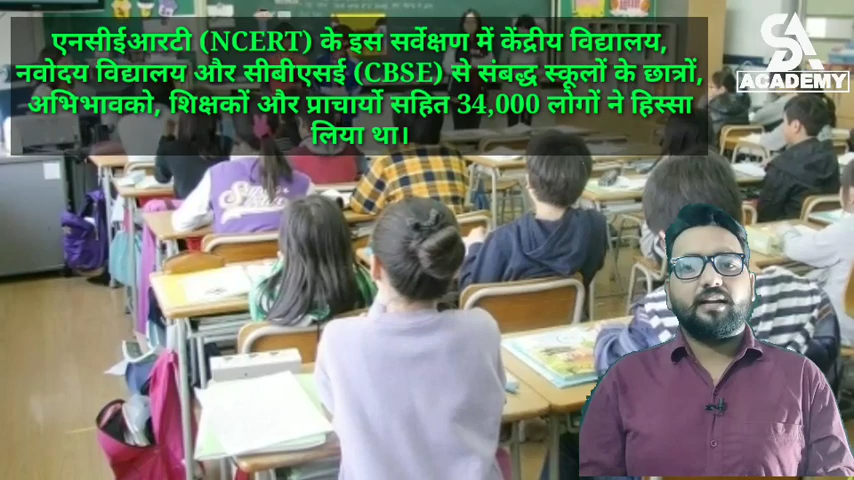 एनसीईआरटी (NCERT) के इस सर्वेक्षण में केंद्रीय विद्यालय,
नवोदय विद्यालय और सीबीएसई (CBSE) से संबद्ध स्कूलों के छात्रों,
अभिभावको, शिक्षकों और प्राचार्यो सहित 34,000 लोगों ने हिस्सा
लिया था।
SA
ACADEMY